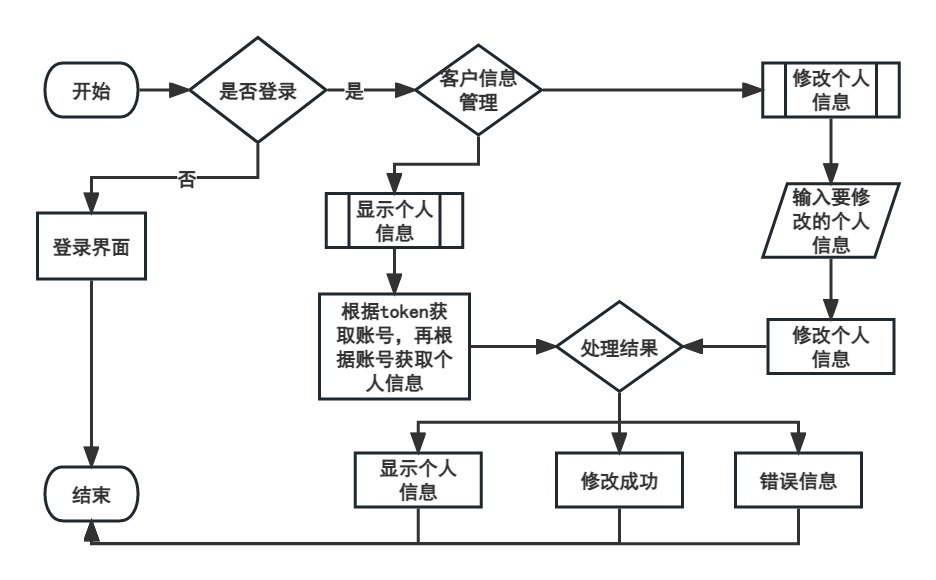 开始
是否登录
是
客户信息
管理
修改个人
信息
否
登录界面
显示个人
信息
输入要修
改的个人
信息
根据token获
取账号，再根
据账号获取个
人信息
处理结果
修改个人
信息
显示个人
信息
修改成功
错误信息
结束